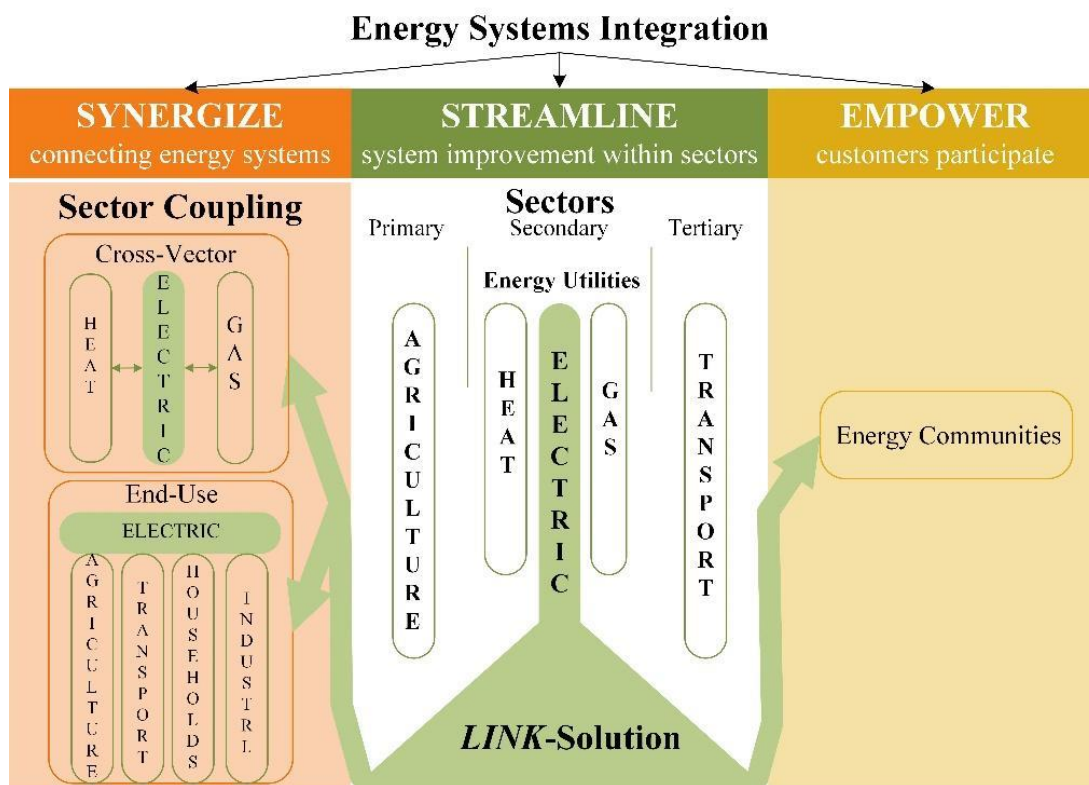 Energy Systems Integration
SYNERGIZE
connecting energy systems
STREAMLINE
system improvement within sectors
EMPOWER
customers participate
Sector Coupling
Cross-Vector
HEAT
ELECTRIC
GAS
End-Use
ELECTRIC
AGRICULTURE
TRANSPORT
HOUSEHOLDS
INDUSTRL
Sectors
Primary
Secondary
Tertiary
Energy Utilities
AGRICULTURE
HEAT
ELECTRIC
GAS
TRANSPORT
LINK-Solution
Energy Communities